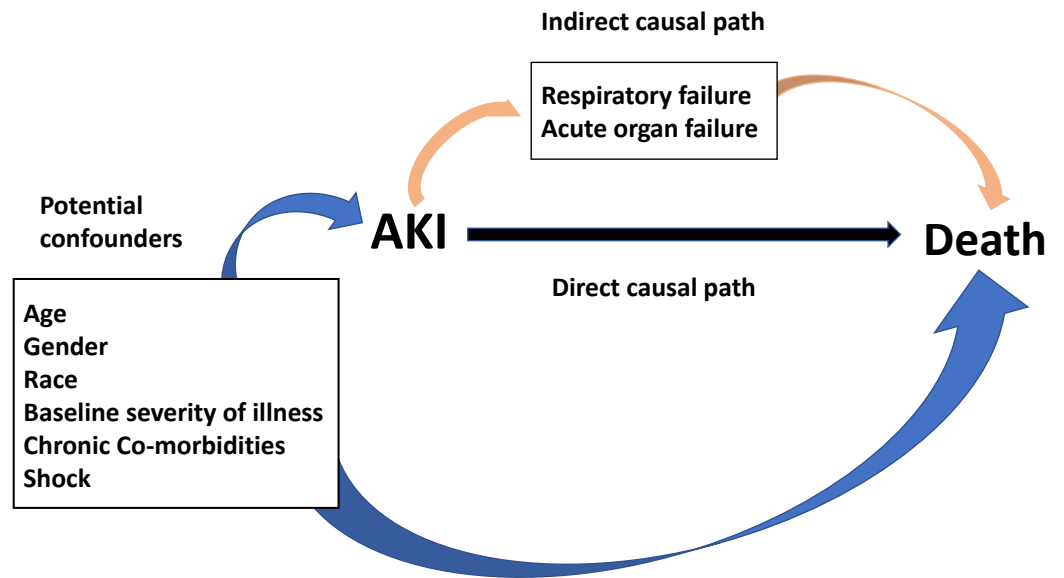 Indirect causal path
Respiratory failure
Acute organ failure
Potential
confounders
AKI
Death
Direct causal path
Age
Gender
Race
Baseline severity of illness
Chronic Co-morbidities
Shock